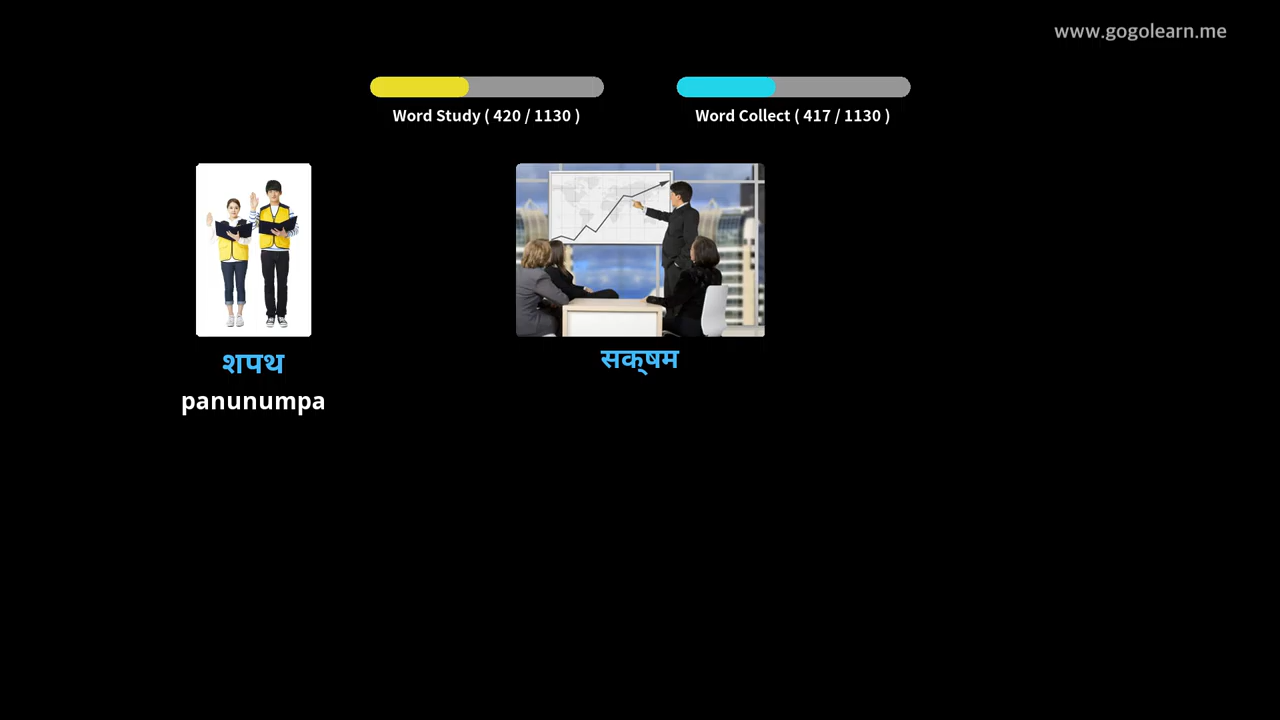 www.gogolearn.me
Word Study ( 420 / 1130 )
Word Collect ( 417 / 1130 )
शपथ
panunumpa
सक्षम